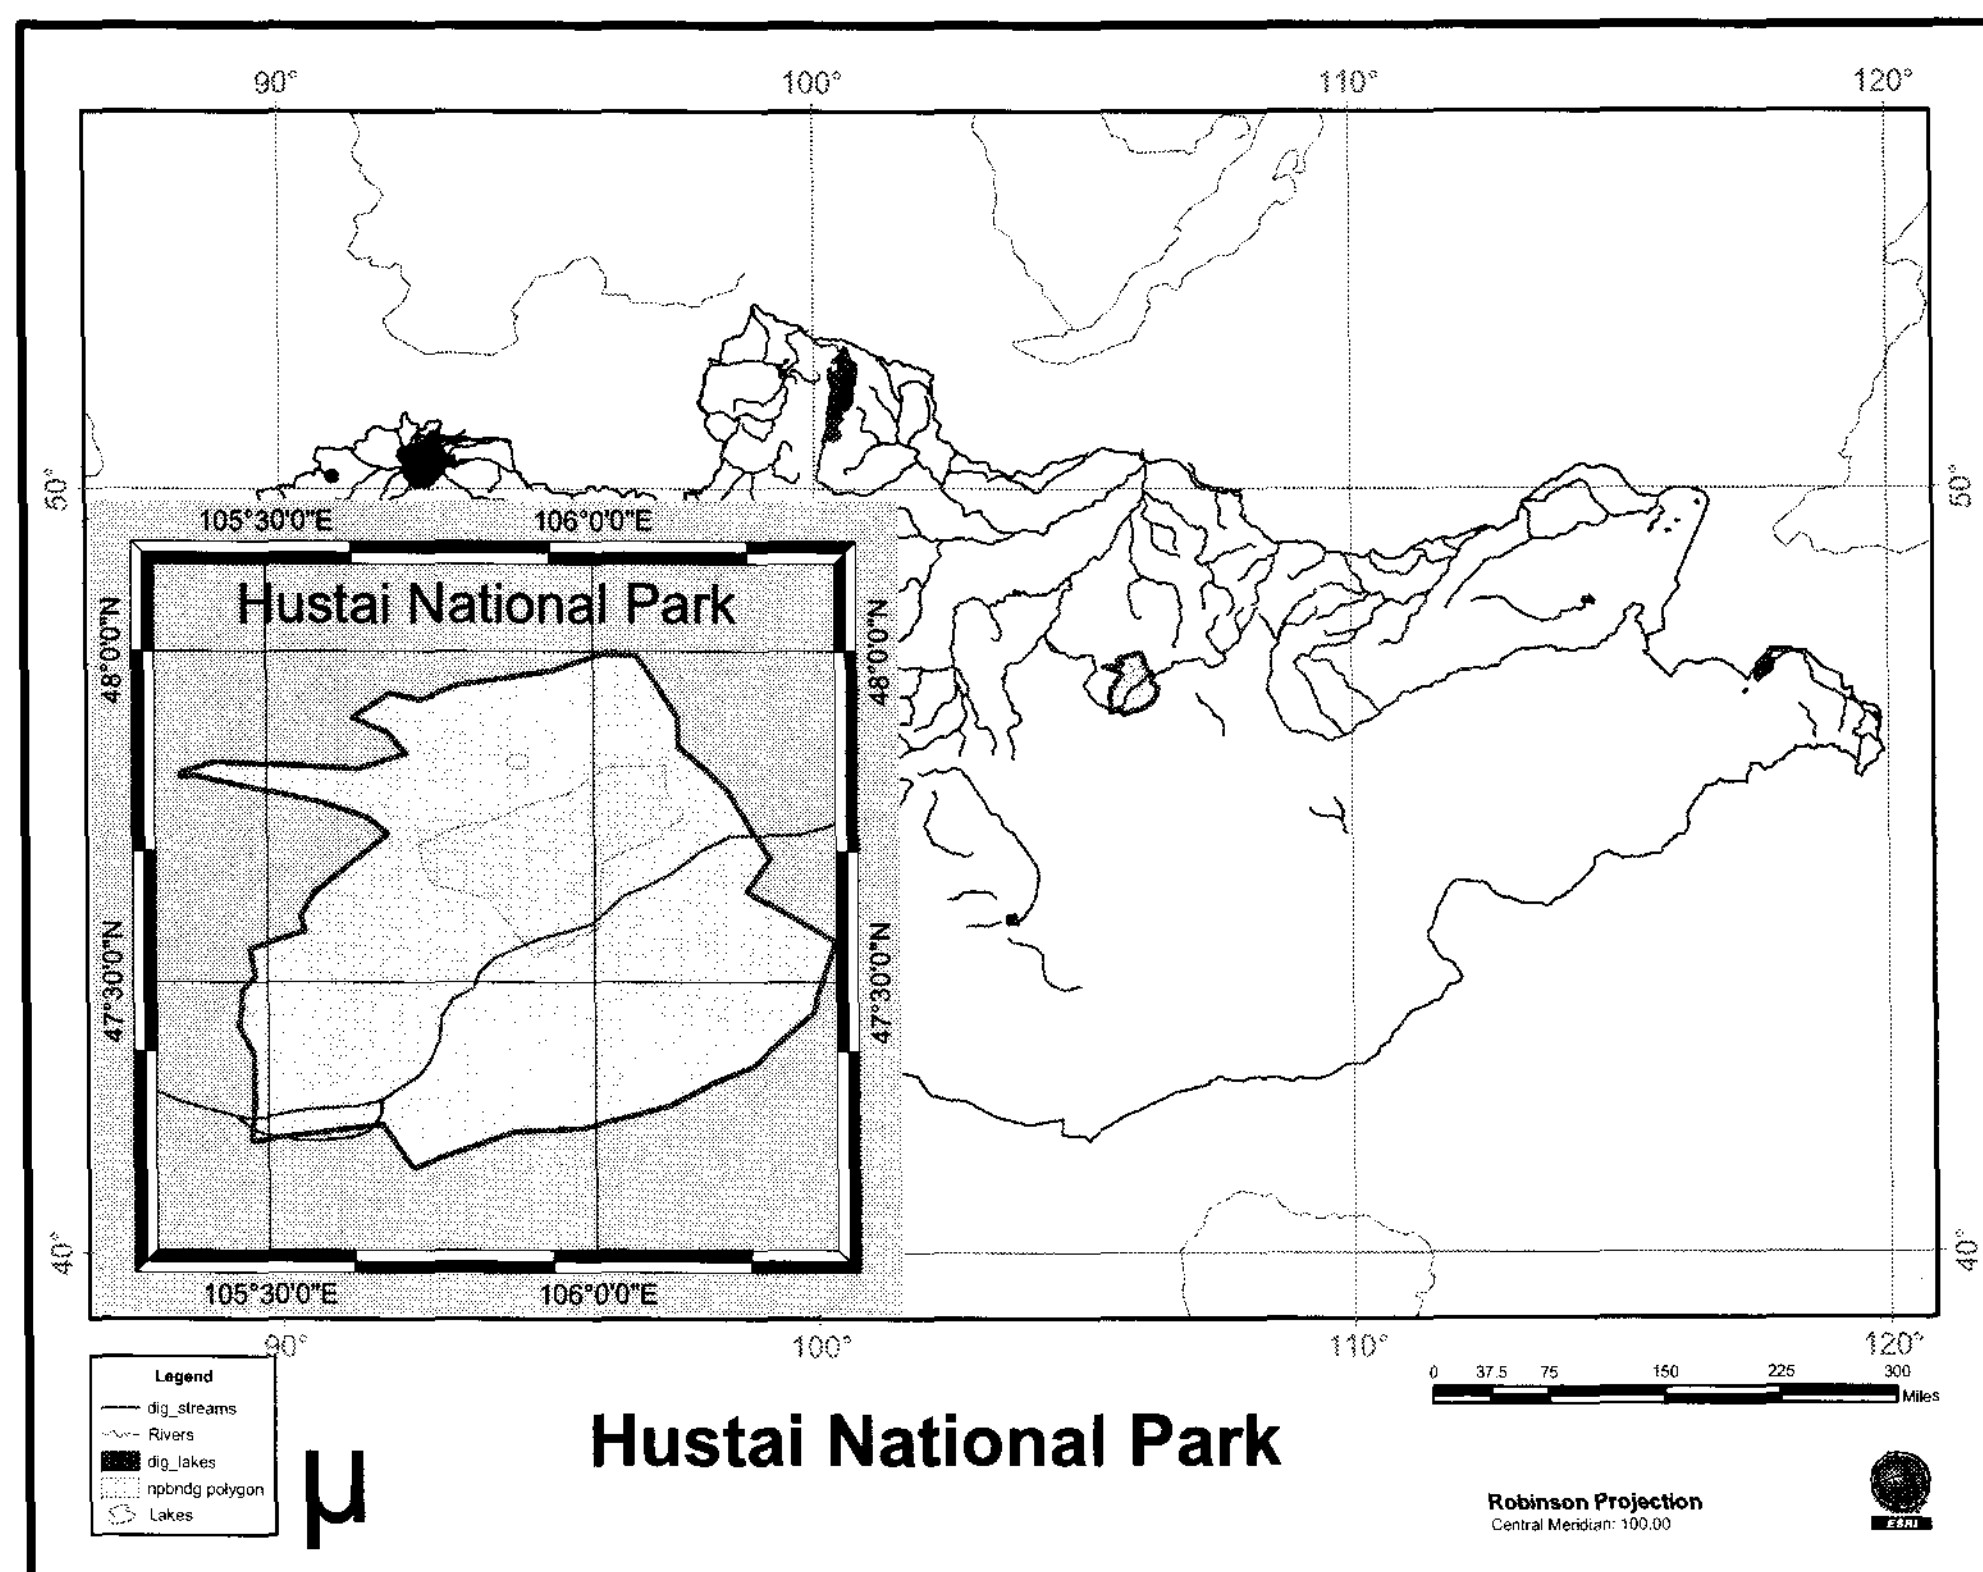 90° 100° 110° 120°
50° 50°
105°30'0"E 106°0'0"E
Hustai National Park
48°0'0"N 48°0'0"N
47°30'0"N 47°30'0"N
40° 40°
105°30'0"E 106°0'0"E
90° 100° 110° 120°
Legend
dig_streams
Rivers
dig_lakes
npbndg polygon
Lakes
µ
Hustai National Park
0 37.5 75 150 225 300
Miles
Robinson Projection
Central Meridian: 100.00
ESRI